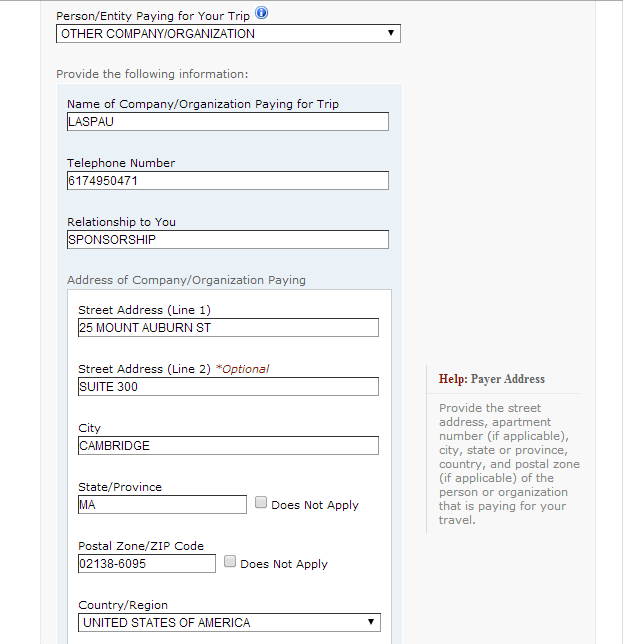 Person/Entity Paying for Your Trip
OTHER COMPANY/ORGANIZATION
Provide the following information:
Name of Company/Organization Paying for Trip
LASPAU
Telephone Number
6174950471
Relationship to You
SPONSORSHIP
Address of Company/Organization Paying
Street Address (Line 1)
25 MOUNT AUBURN ST
Street Address (Line 2) *Optional
SUITE 300
City
CAMBRIDGE
State/Province
MA
Does Not Apply
Postal Zone/ZIP Code
02138-6095
Does Not Apply
Country/Region
UNITED STATES OF AMERICA
Help: Payer Address
Provide the street
address, apartment
number (if applicable),
city, state or province,
country, and postal zone
(if applicable) of the
person or organization
that is paying for your
travel.